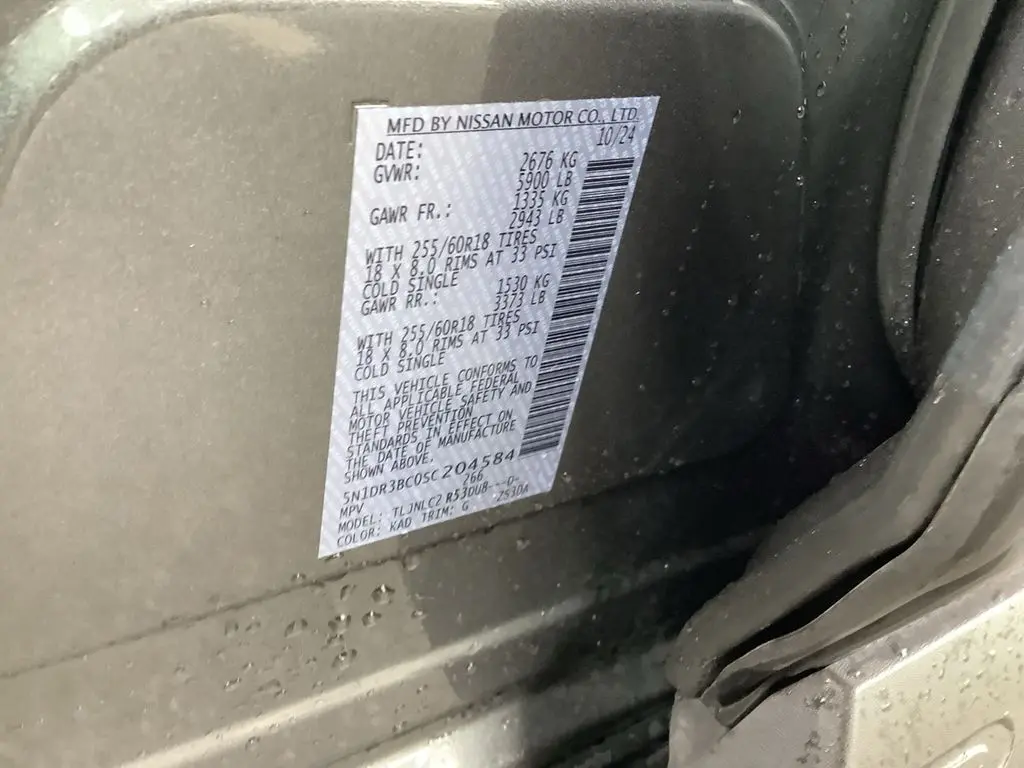 MFD BY NISSAN MOTOR CO., LTD
DATE: 10/24
GVWR: 2676 KG
5900 LB
GAWR FR.: 1335 KG
2943 LB
WITH 255/60R18 TIRES
18 X 8.0 RIMS AT 33 PSI
COLD SINGLE
GAWR RR.: 1530 KG
3373 LB
WITH 255/60R18 TIRES
18 X 8.0 RIMS AT 33 PSI
COLD SINGLE
THIS VEHICLE CONFORMS TO
ALL APPLICABLE FEDERAL
MOTOR VEHICLE SAFETY AND
THEFT PREVENTION
STANDARDS IN EFFECT ON
THE DATE OF MANUFACTURE
SHOWN ABOVE.
5N1DR3BC0SC204584
MPV 266
MODEL: TLJNLC2 R53DUB---D-
COLOR: KAD TRIM: G -ZS30A